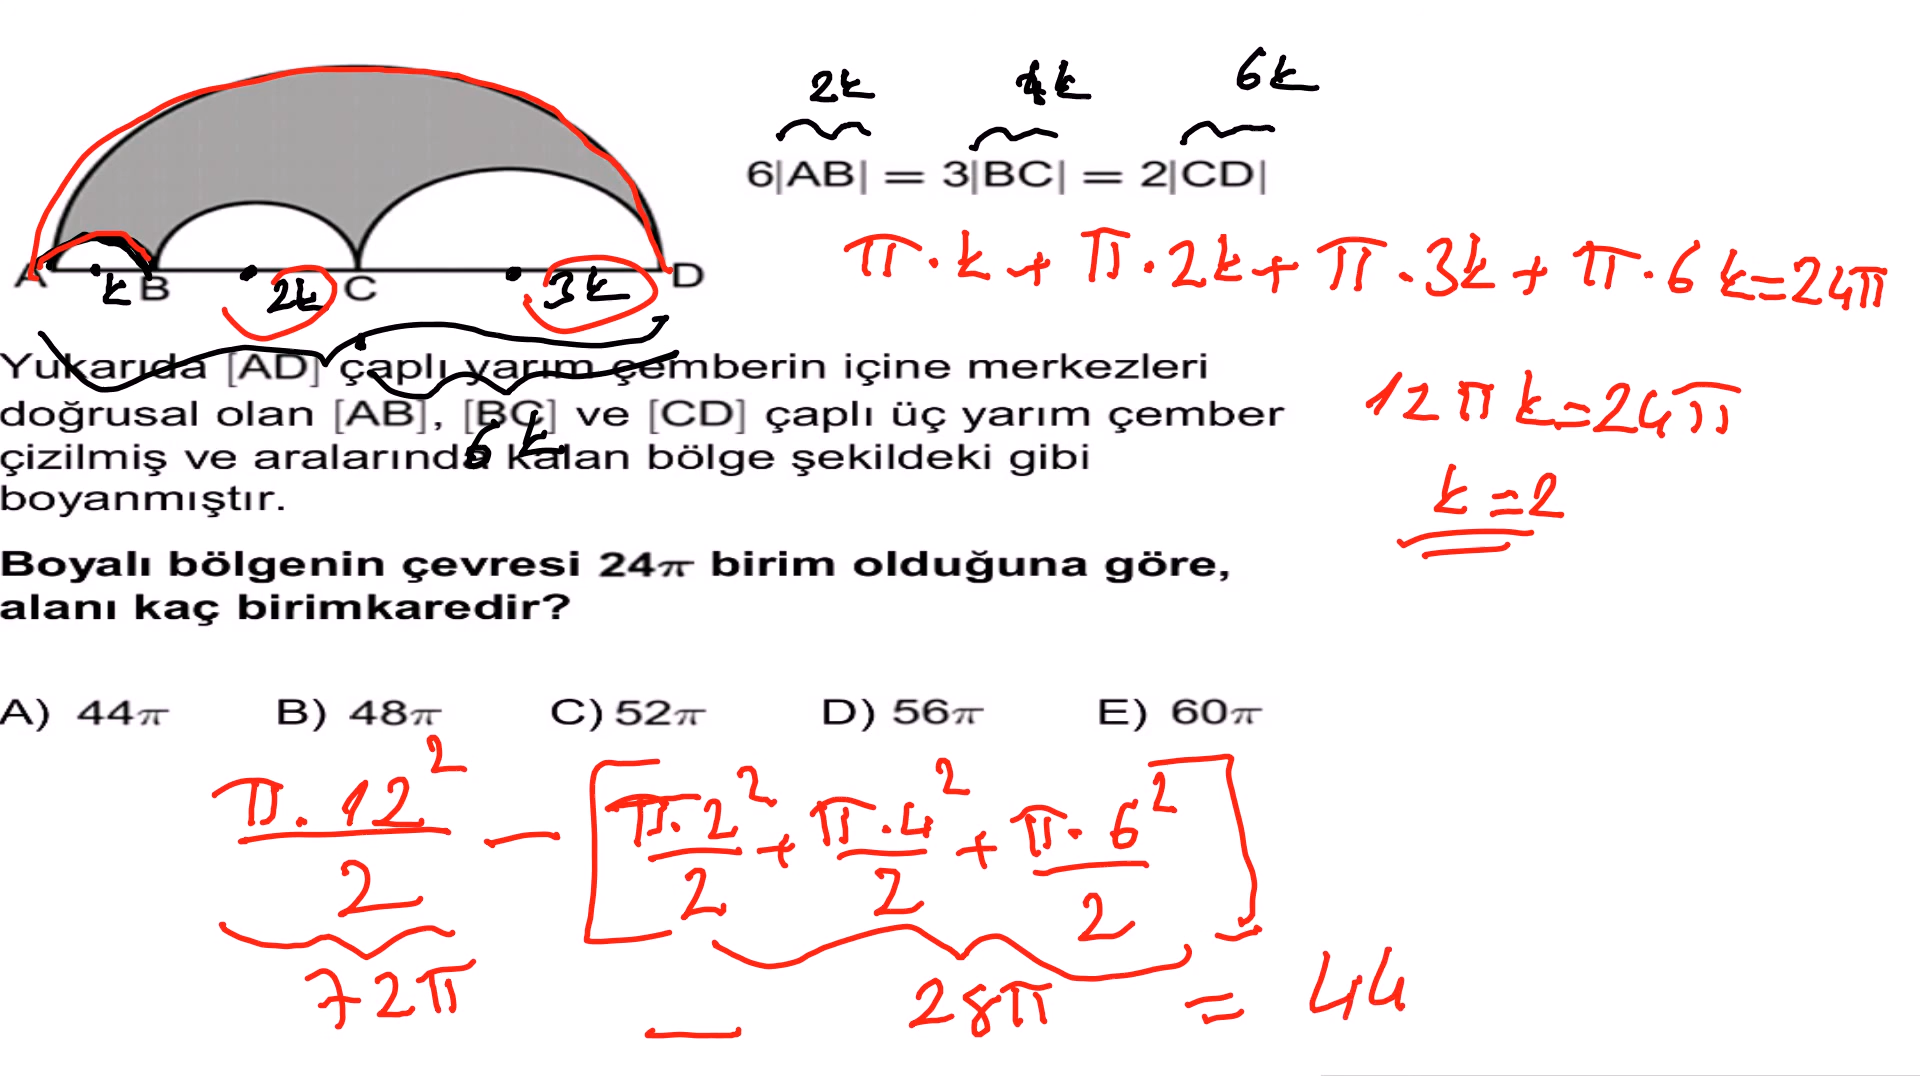 2k 4k 6k
6|AB| = 3|BC| = 2|CD|
A k B 2k C 3k D
π.k + π.2k + π.3k + π.6k=24π
Yukarıda [AD] çaplı yarım çemberin içine merkezleri
doğrusal olan [AB], [BC] ve [CD] çaplı üç yarım çember
6k
çizilmiş ve aralarında kalan bölge şekildeki gibi
boyanmıştır.
12πk=24π
k=2
Boyalı bölgenin çevresi 24π birim olduğuna göre,
alanı kaç birimkaredir?
A) 44π B) 48π C) 52π D) 56π E) 60π
π.12²/2 - [π.2²/2 + π.4²/2 + π.6²/2] =
72π - 28π = 44